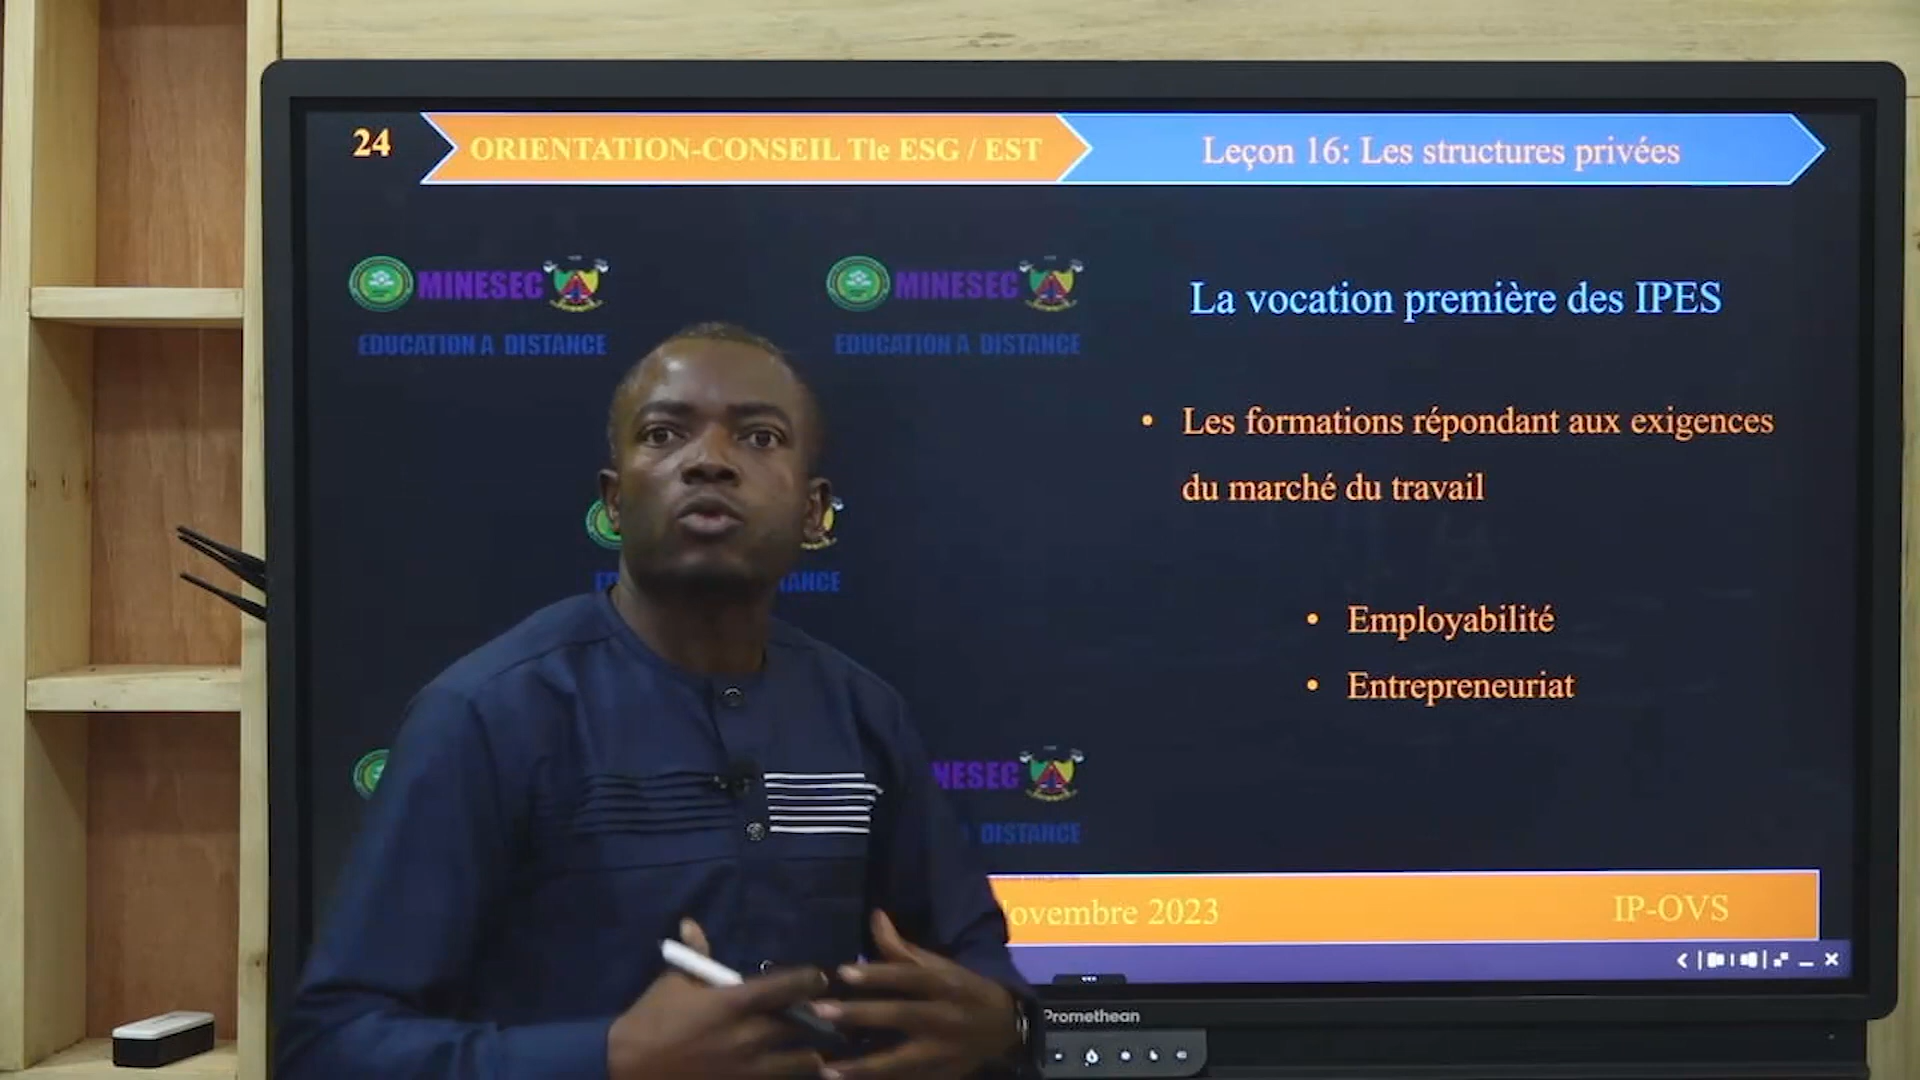 24
ORIENTATION-CONSEIL Tle ESG / EST
Leçon 16: Les structures privées
MINESEC
EDUCATION A DISTANCE
MINESEC
EDUCATION A DISTANCE
La vocation première des IPES
• Les formations répondant aux exigences
du marché du travail
• Employabilité
• Entrepreneuriat
NESEC
DISTANCE
ovembre 2023
IP-OVS
Promethean